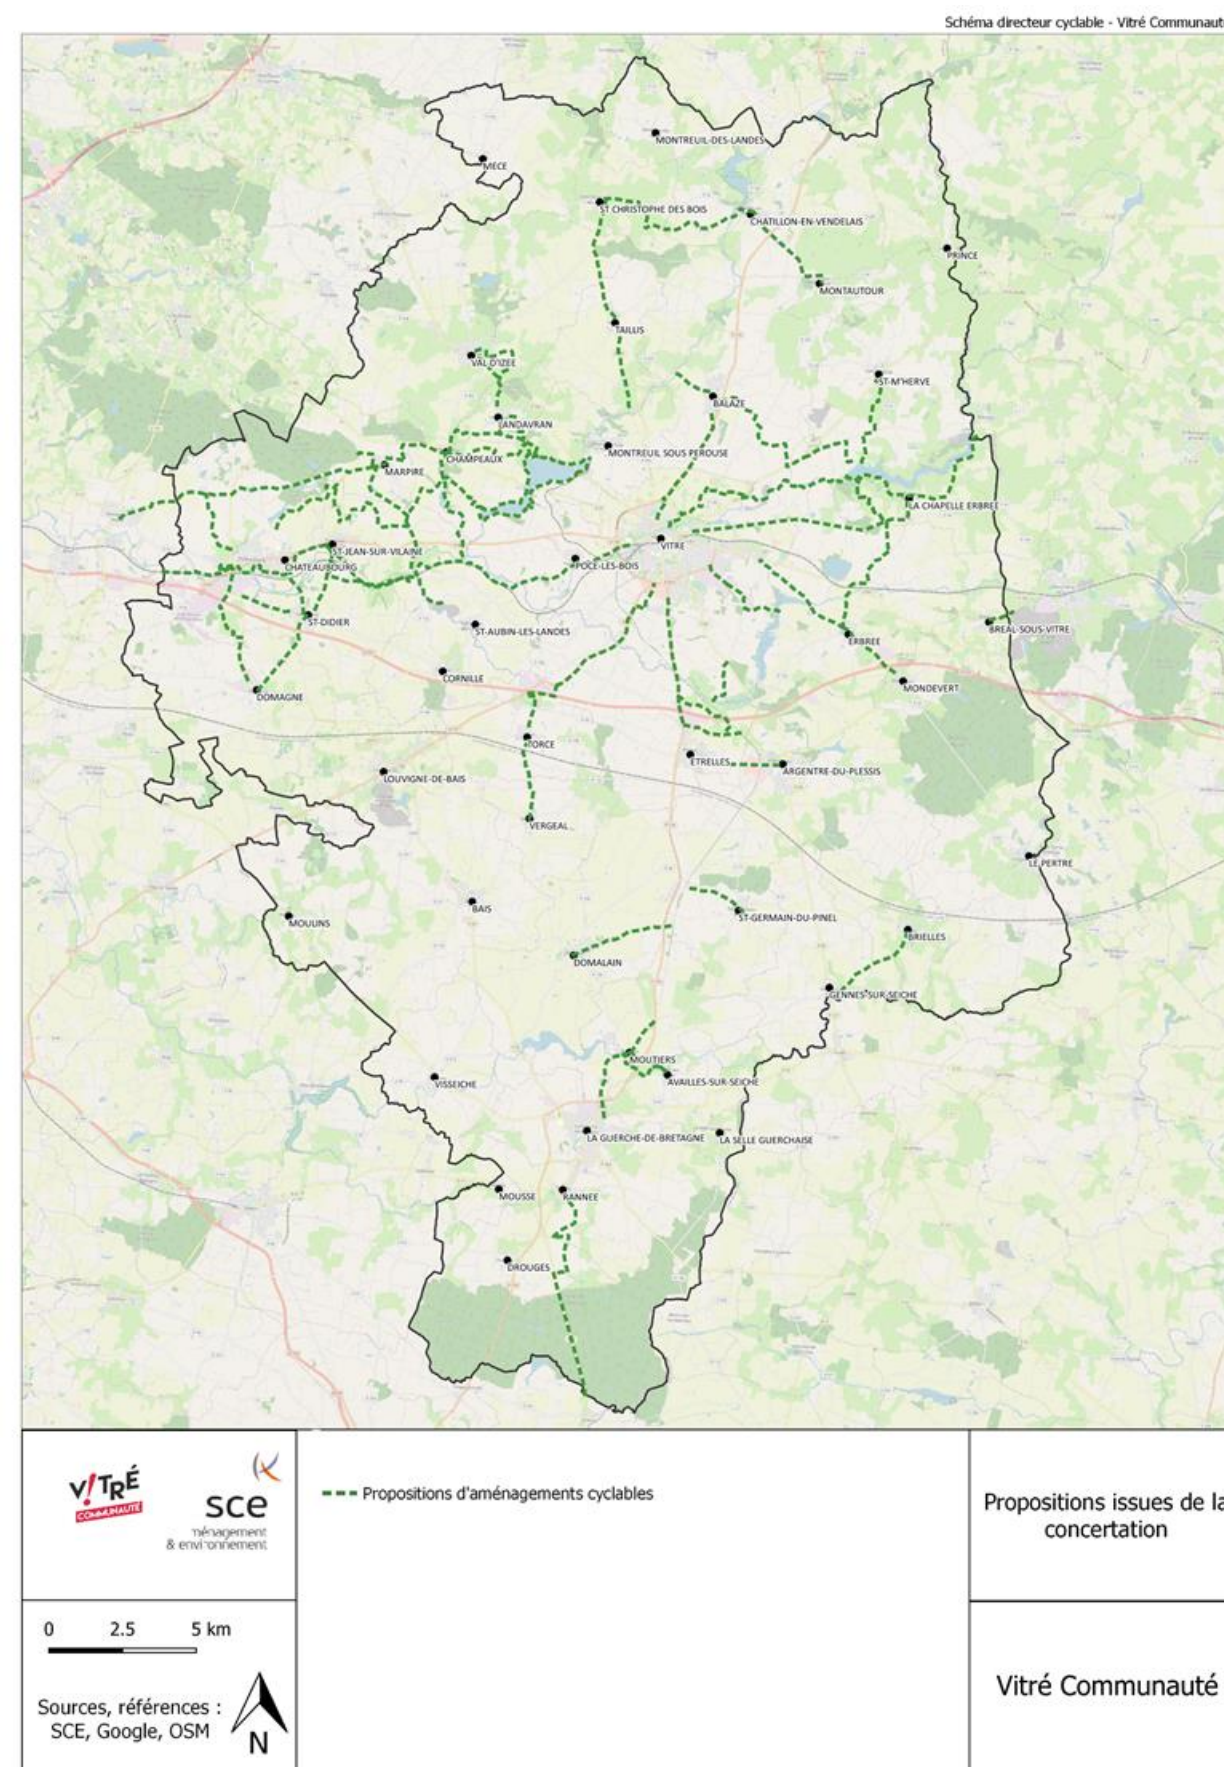 Schéma directeur cyclable - Vitré Communaut
MONTREUIL-DES-LANDES
MECE
ST CHRISTOPHE DES BOIS
CHATILLON-EN-VENDELAIS
PRINCE
MONTAUTOUR
TAILLIS
VAL D'IZEE
ST-M'HERVE
BALAZE
LANDAVRAN
MONTREUIL SOUS PEROUSE
CHAMPEAUX
MARPIRE
LA CHAPELLE ERBREE
VITRE
ST-JEAN-SUR-VILAINE
CHATEAUBOURG
POCE-LES-BOIS
ST-DIDIER
ST-AUBIN-LES-LANDES
BREAL-SOUS-VITRE
ERBREE
CORNILLE
MONDEVERT
DOMAGNE
TORCE
ETRELLES
ARGENTRE-DU-PLESSIS
LOUVIGNE-DE-BAIS
VERGEAL
LE PERTRE
BAIS
MOULINS
ST-GERMAIN-DU-PINEL
BRIELLES
DOMALAIN
GENNES-SUR-SEICHE
MOUTIERS
AVAILLES-SUR-SEICHE
VISSEICHE
LA GUERCHE-DE-BRETAGNE
LA SELLE GUERCHAISE
MOUSSE
RANNEE
DROUGES
V!TRÉ
COMMUNAUTÉ
sce
ménagement
& environnement
Propositions d'aménagements cyclables
Propositions issues de la
concertation
0 2.5 5 km
Sources, références :
SCE, Google, OSM
N
Vitré Communauté